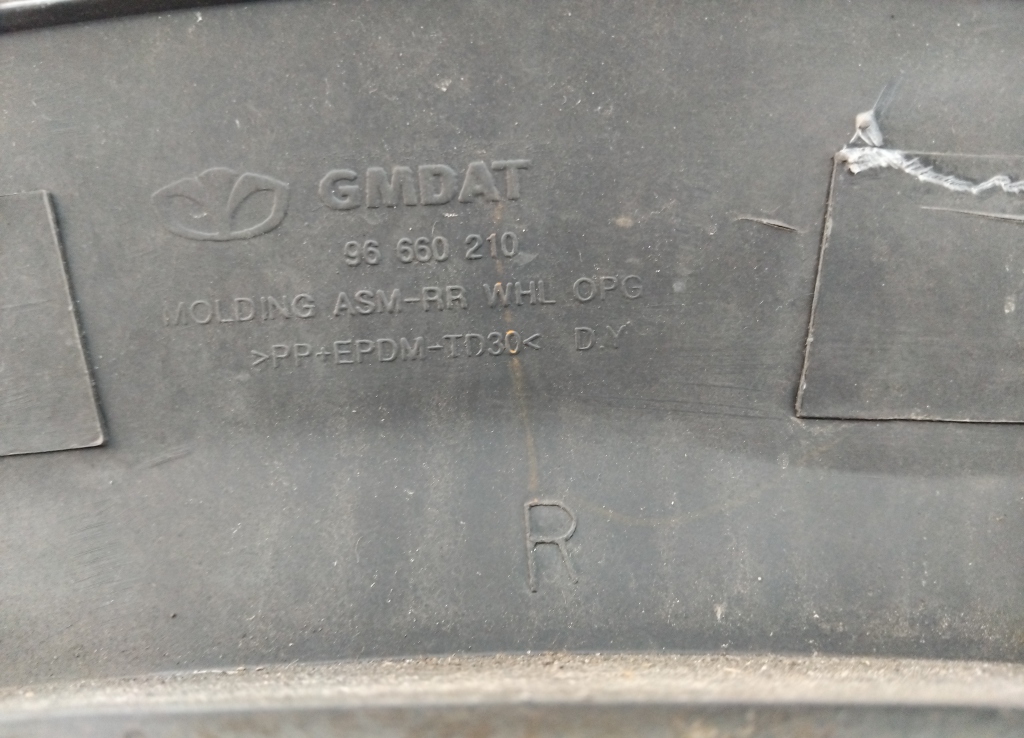 GMDAT
96 660 210
MOLDING ASM-RR WHL OPG
>PP+EPDM-TD30< D.Y
R